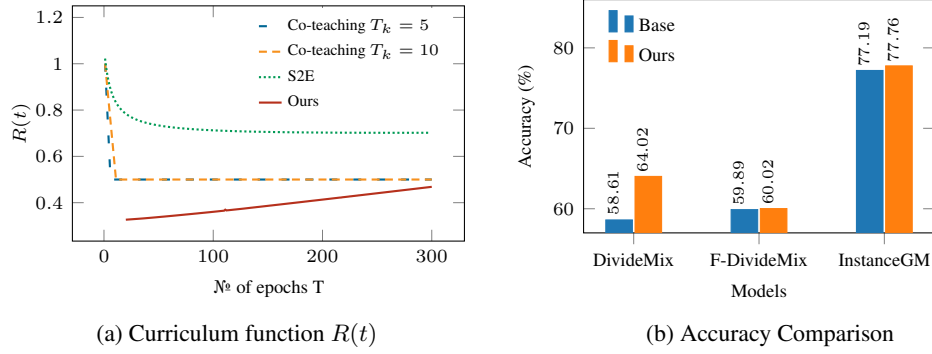 1.2
1
0.8
0.6
0.4
R(t)
Co-teaching T_k = 5
Co-teaching T_k = 10
S2E
Ours
0
100
200
300
№ of epochs T
(a) Curriculum function R(t)
80
70
60
Accuracy (%)
Base
Ours
58.61
64.02
59.89
60.02
77.19
77.76
DivideMix
F-DivideMix
InstanceGM
Models
(b) Accuracy Comparison